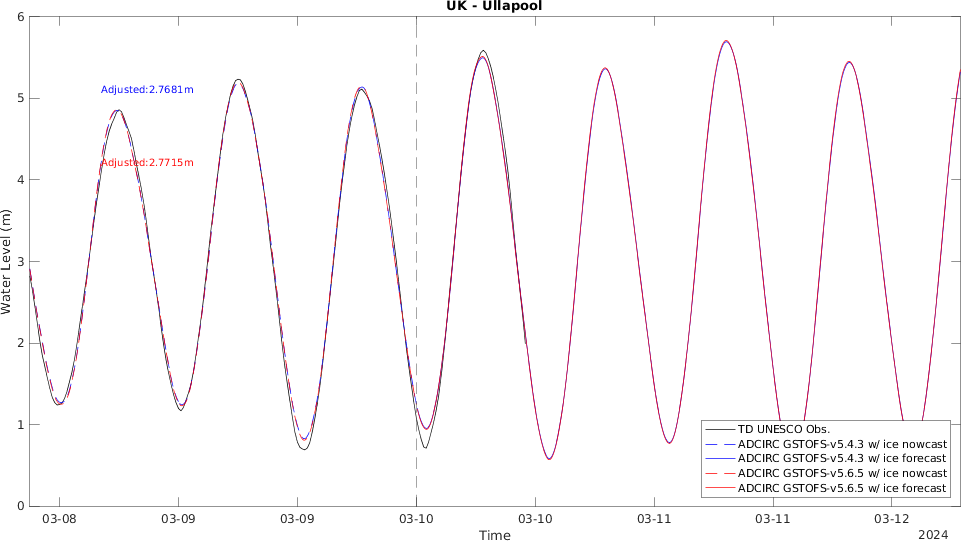 UK - Ullapool
Adjusted:2.7681m
Adjusted:2.7715m
Water Level (m)
6
5
4
3
2
1
0
03-08
03-09
03-09
03-10
03-10
03-11
03-11
03-12
Time
2024
TD UNESCO Obs.
ADCIRC GSTOFS-v5.4.3 w/ ice nowcast
ADCIRC GSTOFS-v5.4.3 w/ ice forecast
ADCIRC GSTOFS-v5.6.5 w/ ice nowcast
ADCIRC GSTOFS-v5.6.5 w/ ice forecast